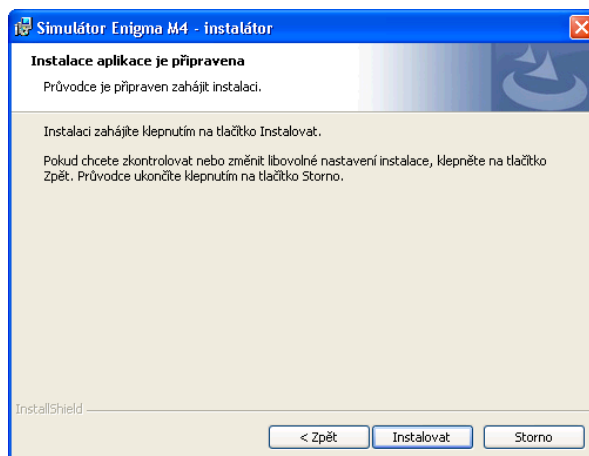 Simulátor Enigma M4 - instalátor
Instalace aplikace je připravena
Průvodce je připraven zahájit instalaci.
Instalaci zahájíte klepnutím na tlačítko Instalovat.
Pokud chcete zkontrolovat nebo změnit libovolné nastavení instalace, klepněte na tlačítko
Zpět. Průvodce ukončíte klepnutím na tlačítko Storno.
InstallShield
< Zpět
Instalovat
Storno